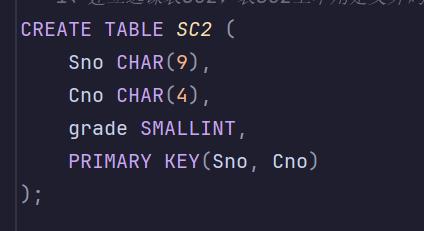 CREATE TABLE SC2 (
Sno CHAR(9),
Cno CHAR(4),
grade SMALLINT,
PRIMARY KEY(Sno, Cno)
);